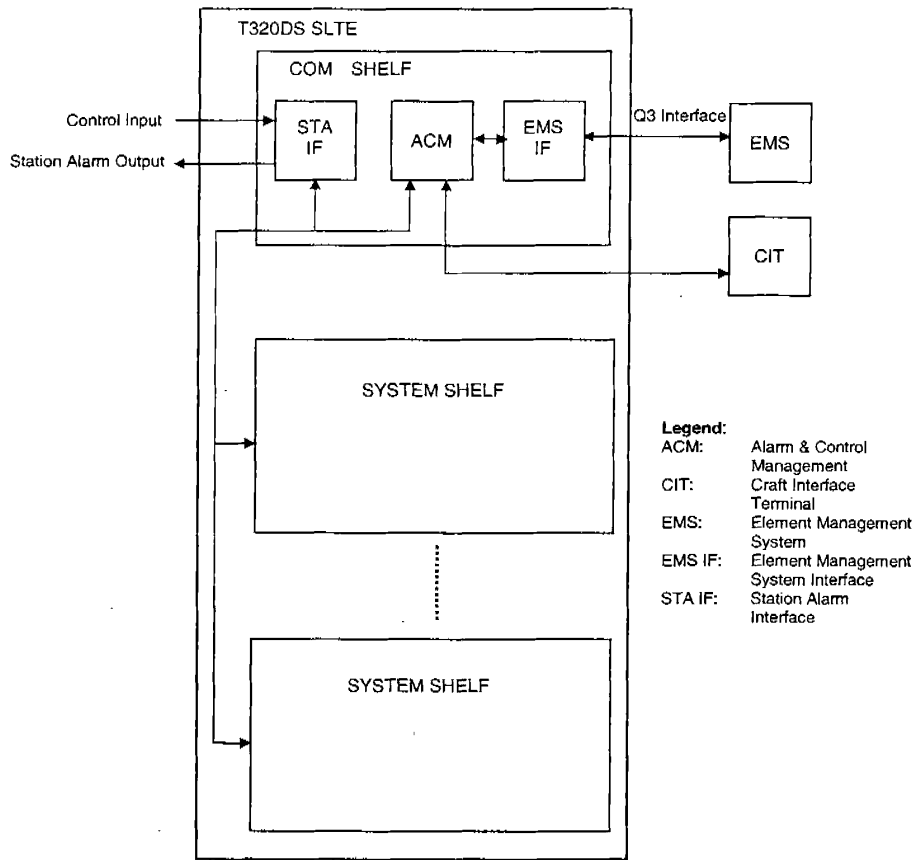 T320DS SLTE
COM SHELF
Control Input
Station Alarm Output
STA
IF
ACM
EMS
IF
Q3 Interface
EMS
CIT
SYSTEM SHELF
SYSTEM SHELF
Legend:
ACM: Alarm & Control
Management
CIT: Craft Interface
Terminal
EMS: Element Management
System
EMS IF: Element Management
System Interface
STA IF: Station Alarm
Interface